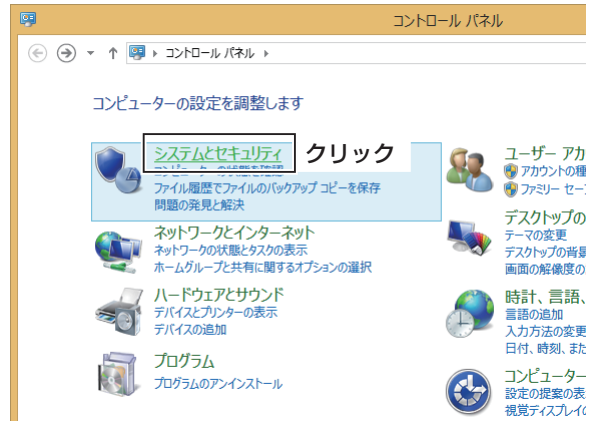 コントロール パネル
コントロール パネル
コンピューターの設定を調整します
システムとセキュリティ
クリック
コンピューターの状態を確認
ファイル履歴でファイルのバックアップ コピーを保存
問題の発見と解決
ネットワークとインターネット
ネットワークの状態とタスクの表示
ホームグループと共有に関するオプションの選択
ハードウェアとサウンド
デバイスとプリンターの表示
デバイスの追加
プログラム
プログラムのアンインストール
ユーザー アカ
アカウントの種
ファミリー セー
デスクトップの
テーマの変更
デスクトップの背景
画面の解像度の
時計、言語、
言語の追加
入力方法の変更
日付、時刻、また
コンピューター
設定の提案の表
視覚ディスプレイの